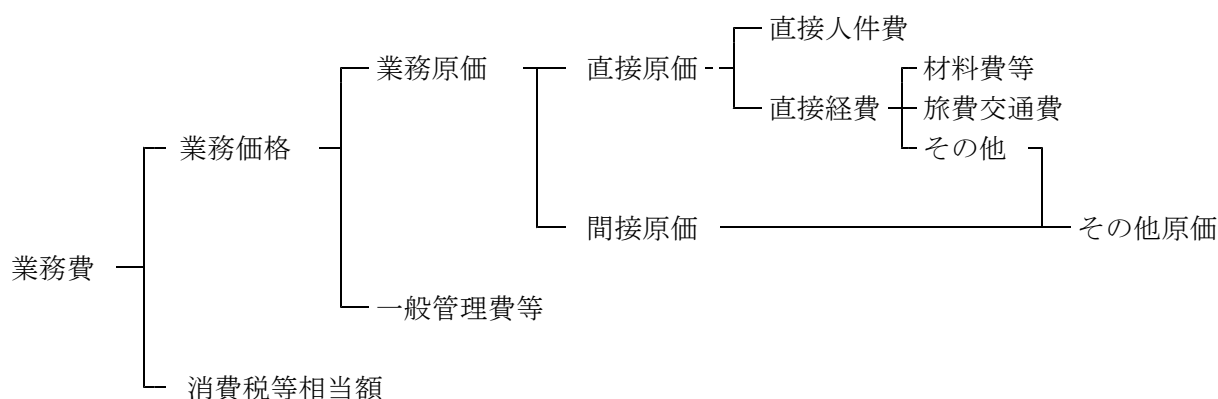 直接人件費
業務原価
直接原価
材料費等
直接経費
旅費交通費
業務価格
その他
間接原価
その他原価
業務費
一般管理費等
消費税等相当額